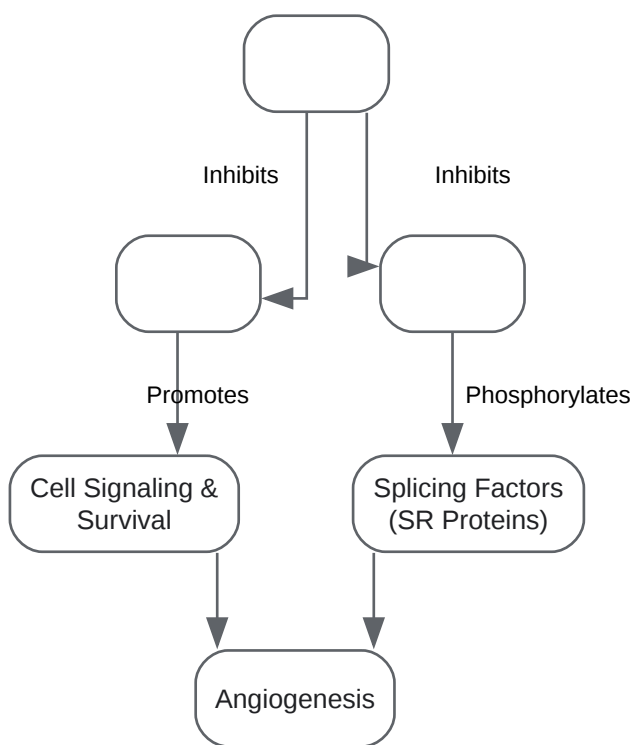 Inhibits
Inhibits
Promotes
Phosphorylates
Cell Signaling &
Survival
Splicing Factors
(SR Proteins)
Angiogenesis